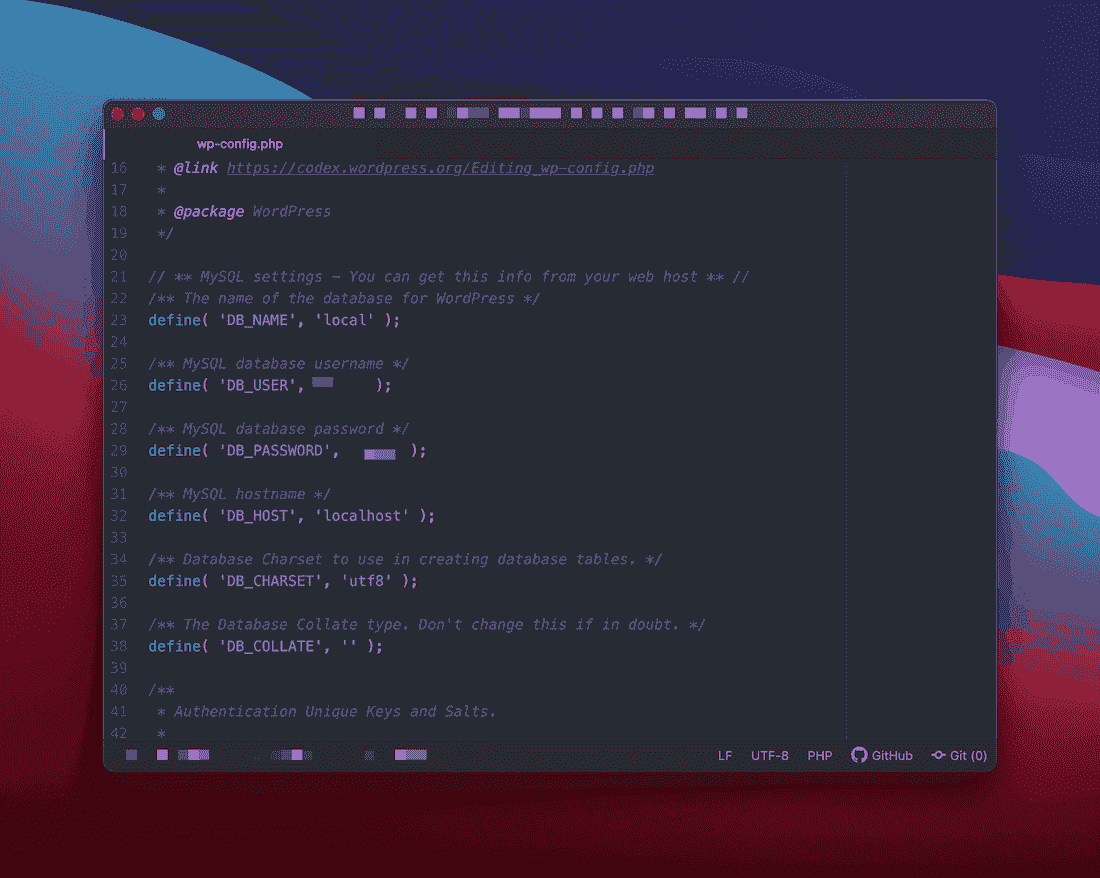 wp-config.php
16 * @link https://codex.wordpress.org/Editing_wp-config.php
17 *
18 * @package WordPress
19 */
20
21 // ** MySQL settings - You can get this info from your web host ** //
22 /** The name of the database for WordPress */
23 define( 'DB_NAME', 'local' );
24
25 /** MySQL database username */
26 define( 'DB_USER', );
27
28 /** MySQL database password */
29 define( 'DB_PASSWORD', );
30
31 /** MySQL hostname */
32 define( 'DB_HOST', 'localhost' );
33
34 /** Database Charset to use in creating database tables. */
35 define( 'DB_CHARSET', 'utf8' );
36
37 /** The Database Collate type. Don't change this if in doubt. */
38 define( 'DB_COLLATE', '' );
39
40 /**
41 * Authentication Unique Keys and Salts.
42 *
LF UTF-8 PHP GitHub Git (0)